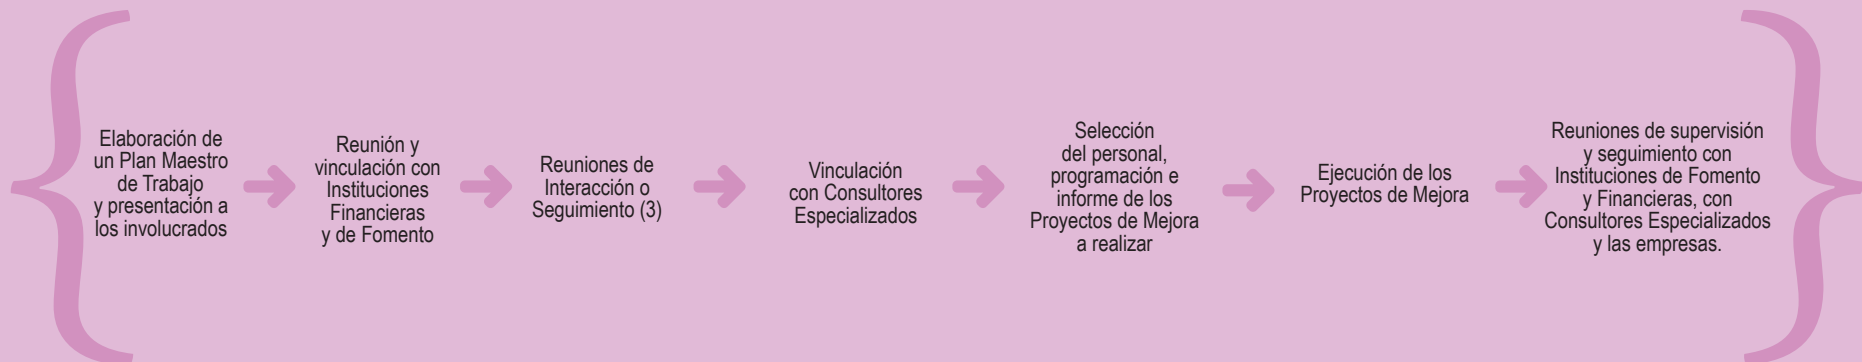 Elaboración de
un Plan Maestro
de Trabajo
y presentación a
los involucrados
Reunión y
vinculación con
Instituciones
Financieras
y de Fomento
Reuniones de
Interacción o
Seguimiento (3)
Vinculación
con Consultores
Especializados
Selección
del personal,
programación e
informe de los
Proyectos de Mejora
a realizar
Ejecución de los
Proyectos de Mejora
Reuniones de supervisión
y seguimiento con
Instituciones de Fomento
y Financieras, con
Consultores Especializados
y las empresas.